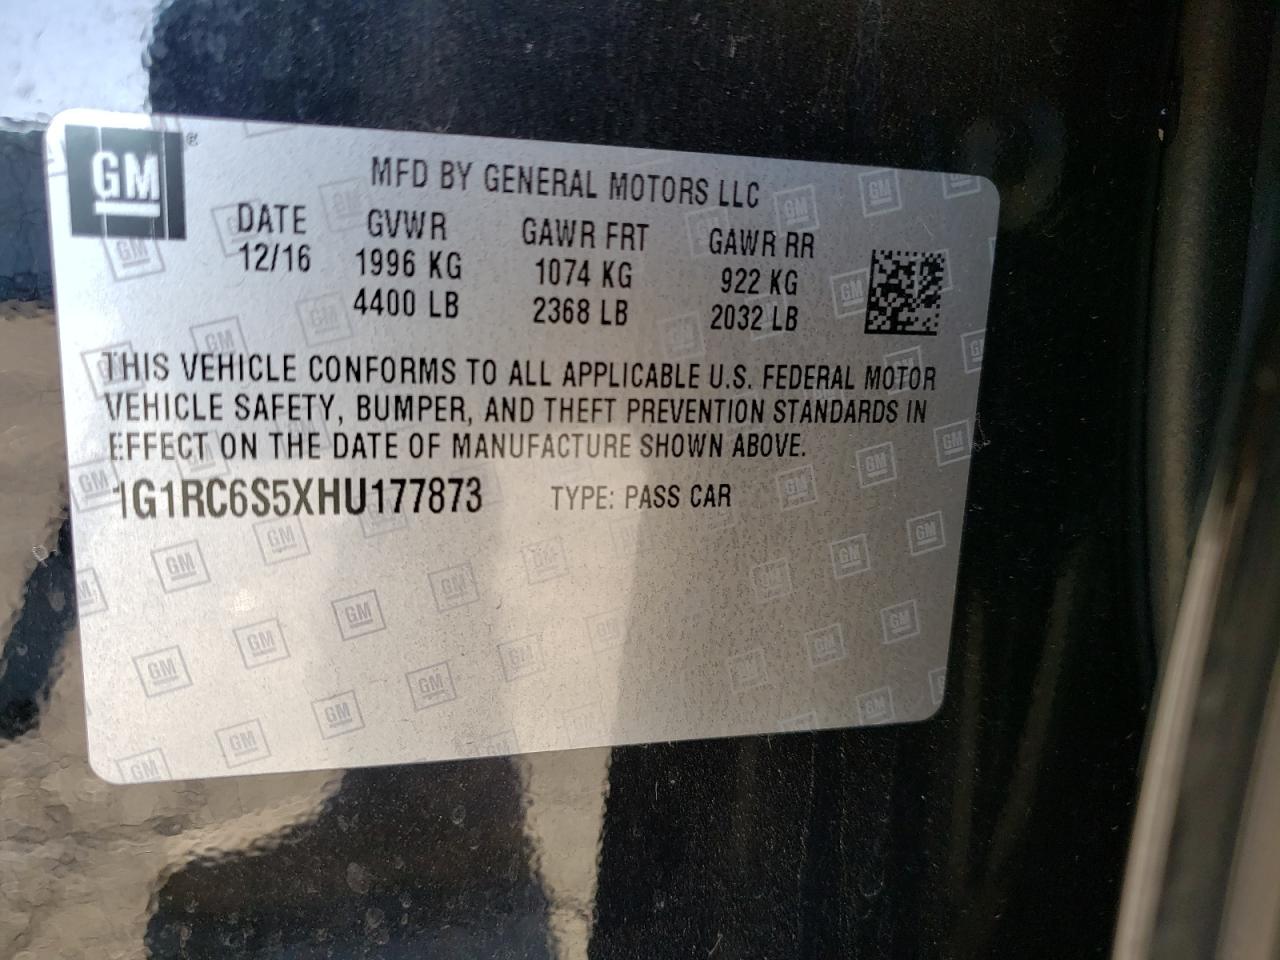 GM ®
MFD BY GENERAL MOTORS LLC
DATE GVWR GAWR FRT GAWR RR
12/16 1996 KG 1074 KG 922 KG
4400 LB 2368 LB 2032 LB
THIS VEHICLE CONFORMS TO ALL APPLICABLE U.S. FEDERAL MOTOR
VEHICLE SAFETY, BUMPER, AND THEFT PREVENTION STANDARDS IN
EFFECT ON THE DATE OF MANUFACTURE SHOWN ABOVE.
1G1RC6S5XHU177873 TYPE: PASS CAR